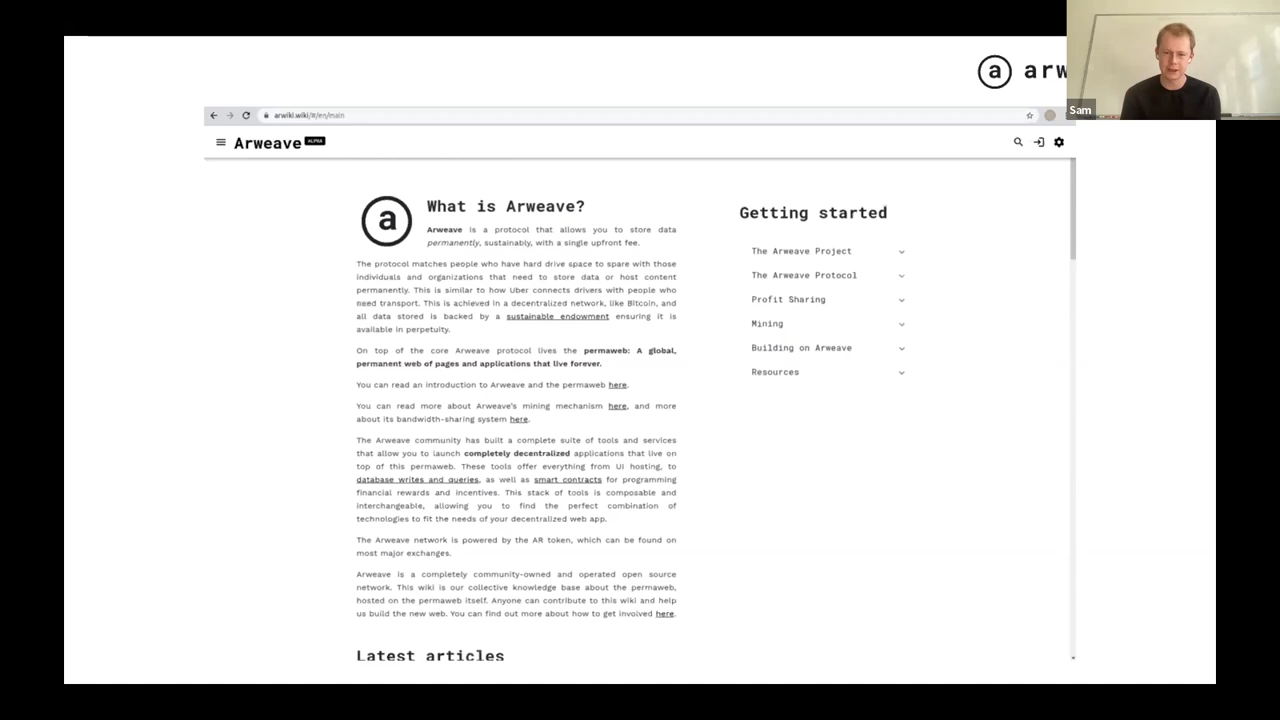 a arw
Sam
arwiki.wiki/#/en/main
Arweave ALPHA
a
What is Arweave?
Arweave is a protocol that allows you to store data
permanently, sustainably, with a single upfront fee.
The protocol matches people who have hard drive space to spare with those
individuals and organizations that need to store data or host content
permanently. This is similar to how Uber connects drivers with people who
need transport. This is achieved in a decentralized network, like Bitcoin, and
all data stored is backed by a sustainable endowment ensuring it is
available in perpetuity.
On top of the core Arweave protocol lives the permaweb: A global,
permanent web of pages and applications that live forever.
You can read an introduction to Arweave and the permaweb here.
You can read more about Arweave's mining mechanism here, and more
about its bandwidth-sharing system here.
The Arweave community has built a complete suite of tools and services
that allow you to launch completely decentralized applications that live on
top of this permaweb. These tools offer everything from UI hosting, to
database writes and queries, as well as smart contracts for programming
financial rewards and incentives. This stack of tools is composable and
interchangeable, allowing you to find the perfect combination of
technologies to fit the needs of your decentralized web app.
The Arweave network is powered by the AR token, which can be found on
most major exchanges.
Arweave is a completely community-owned and operated open source
network. This wiki is our collective knowledge base about the permaweb,
hosted on the permaweb itself. Anyone can contribute to this wiki and help
us build the new web. You can find out more about how to get involved here.
Latest articles
Getting started
The Arweave Project
The Arweave Protocol
Profit Sharing
Mining
Building on Arweave
Resources